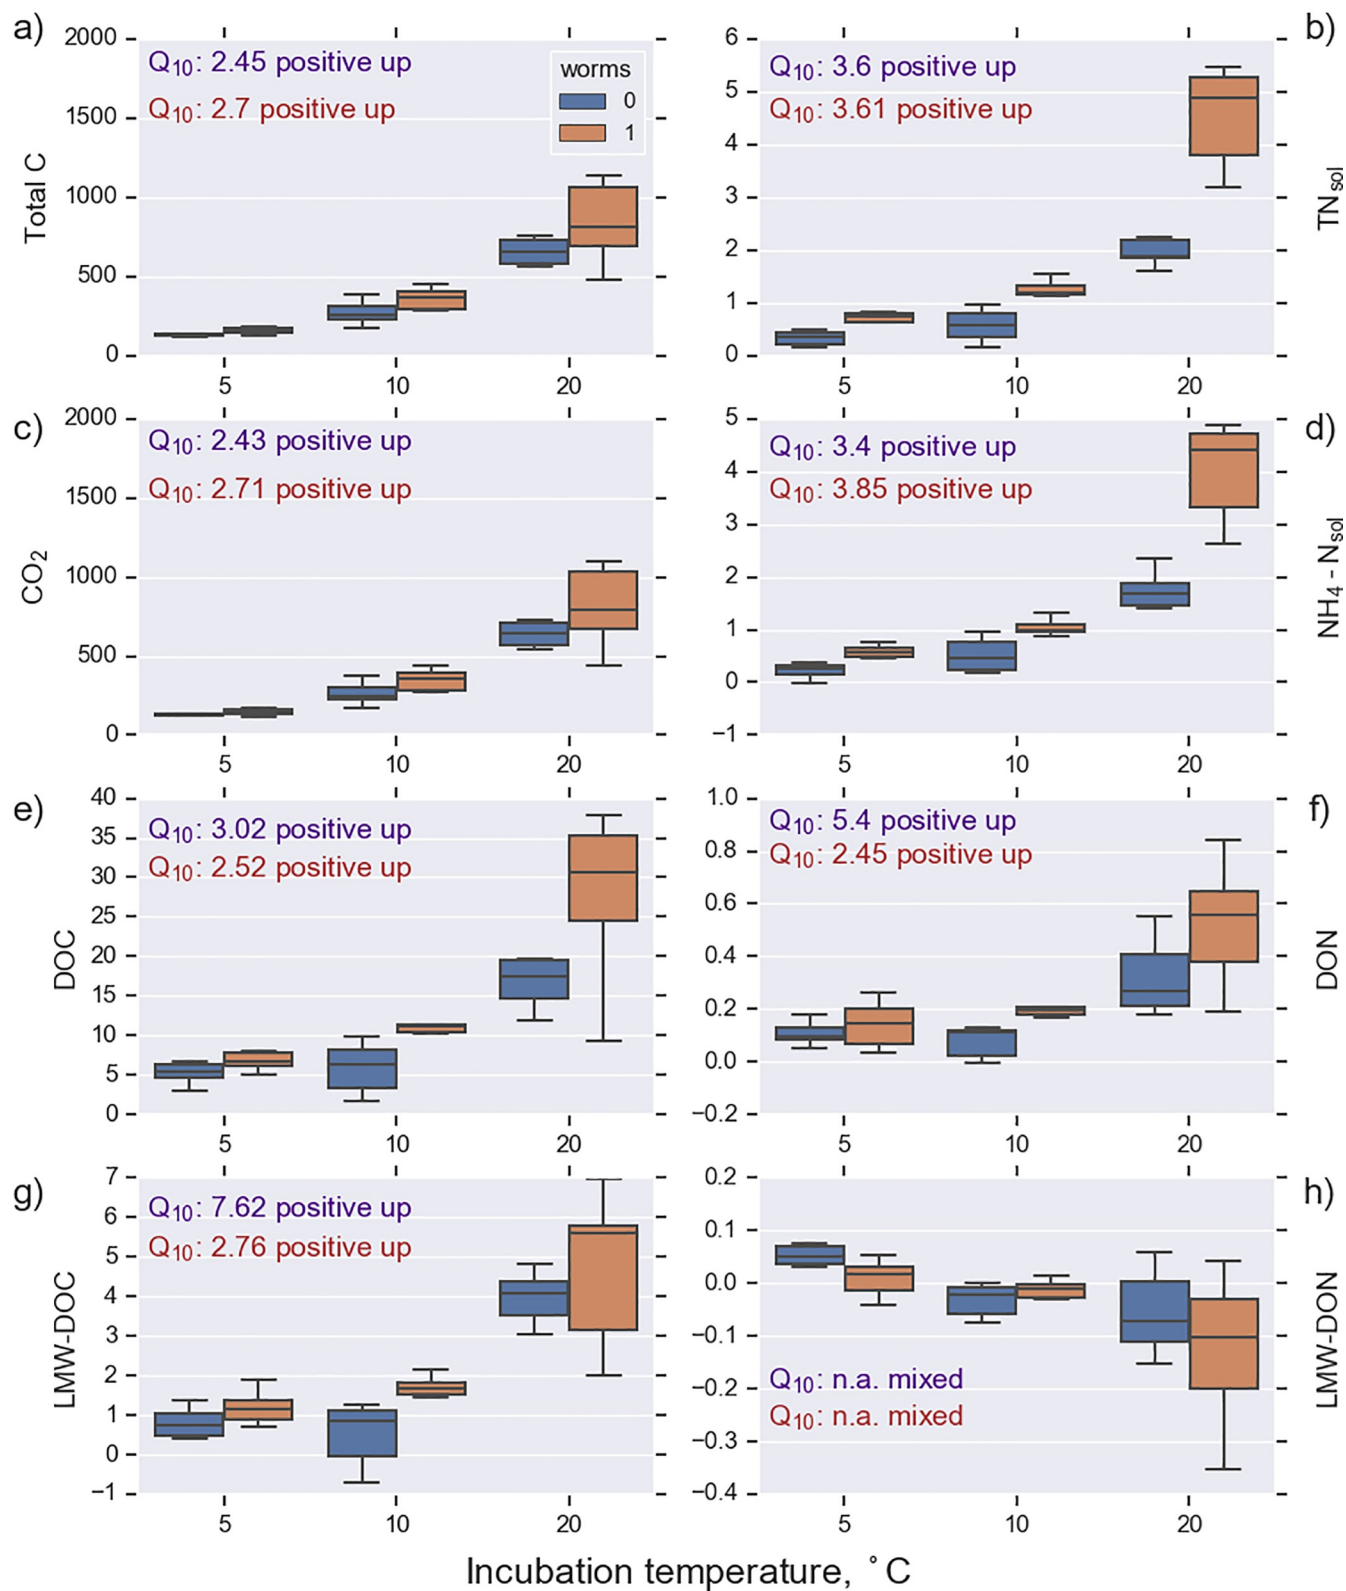 a)
2000
1500
1000
500
0
Total C
Q10: 2.45 positive up
Q10: 2.7 positive up
worms
0
1
5 10 20
b)
6
5
4
3
2
1
0
TNsol
Q10: 3.6 positive up
Q10: 3.61 positive up
5 10 20
c)
2000
1500
1000
500
0
CO2
Q10: 2.43 positive up
Q10: 2.71 positive up
5 10 20
d)
5
4
3
2
1
0
−1
NH4 - Nsol
Q10: 3.4 positive up
Q10: 3.85 positive up
5 10 20
e)
40
35
30
25
20
15
10
5
0
DOC
Q10: 3.02 positive up
Q10: 2.52 positive up
5 10 20
f)
1.0
0.8
0.6
0.4
0.2
0.0
−0.2
DON
Q10: 5.4 positive up
Q10: 2.45 positive up
5 10 20
g)
7
6
5
4
3
2
1
0
−1
LMW-DOC
Q10: 7.62 positive up
Q10: 2.76 positive up
5 10 20
h)
0.2
0.1
0.0
−0.1
−0.2
−0.3
−0.4
LMW-DON
Q10: n.a. mixed
Q10: n.a. mixed
5 10 20
Incubation temperature, °C